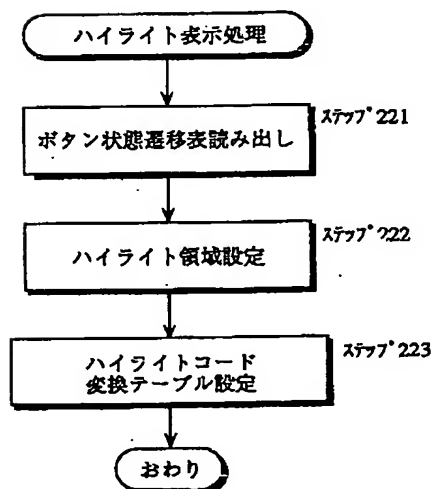 ハイライト表示処理
ステップ221
ボタン状態遷移表読み出し
ステップ222
ハイライト領域設定
ステップ223
ハイライトコード
変換テーブル設定
おわり